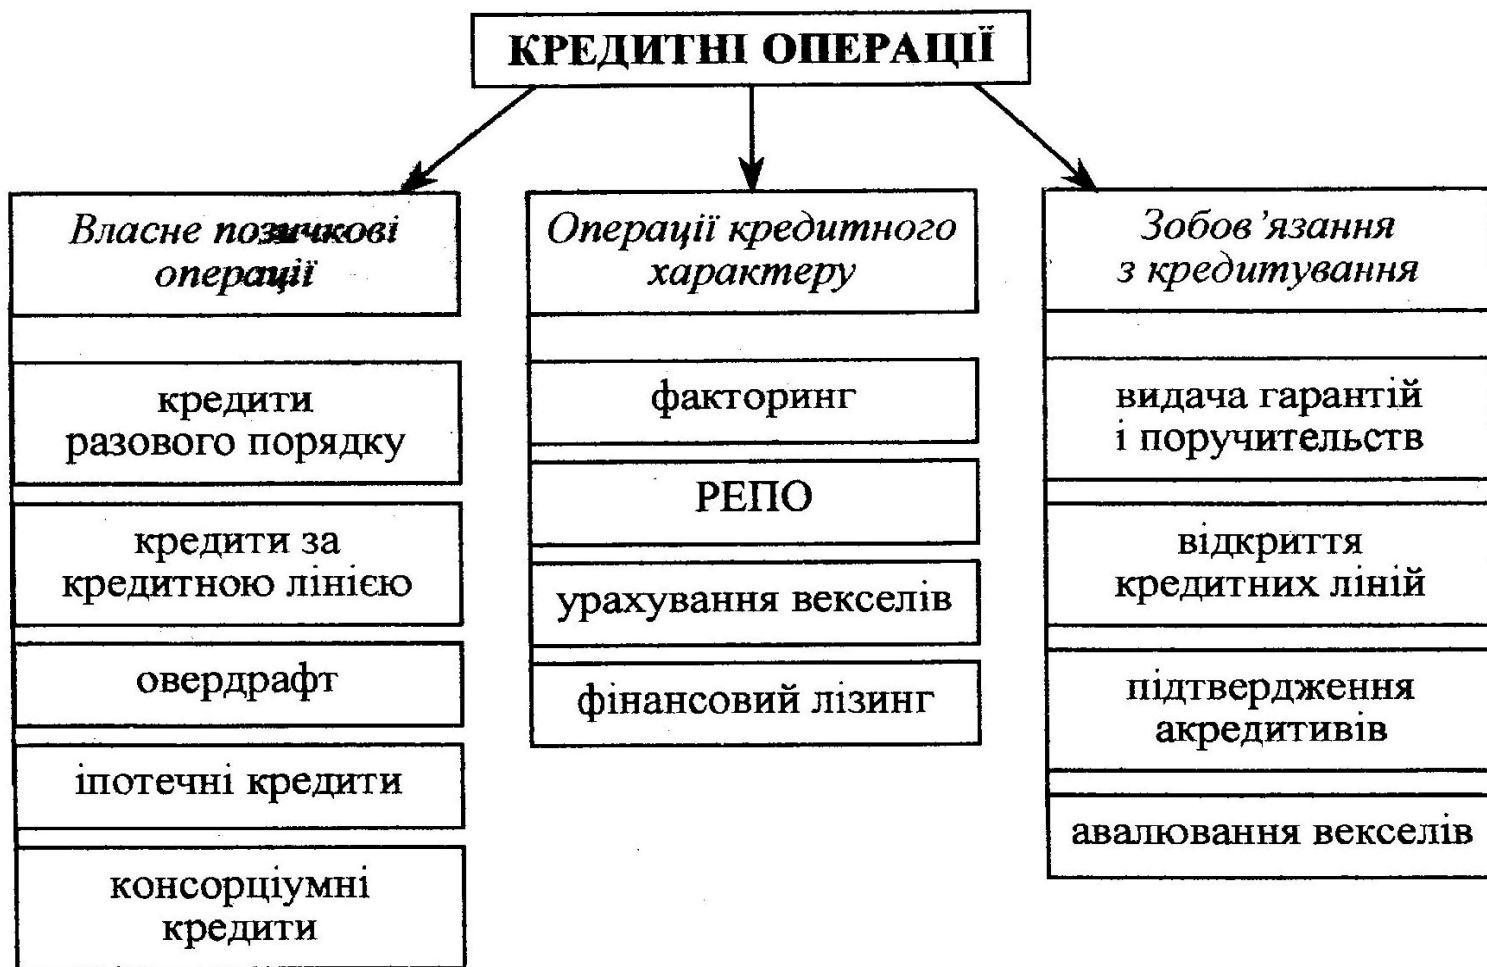 КРЕДИТНІ ОПЕРАЦІЇ
Власне позичкові
операції
кредити
разового порядку
кредити за
кредитною лінією
овердрафт
іпотечні кредити
консорціумні
кредити
Операції кредитного
характеру
факторинг
РЕПО
урахування векселів
фінансовий лізинг
Зобов’язання
з кредитування
видача гарантій
і поручительств
відкриття
кредитних ліній
підтвердження
акредитивів
авалювання векселів